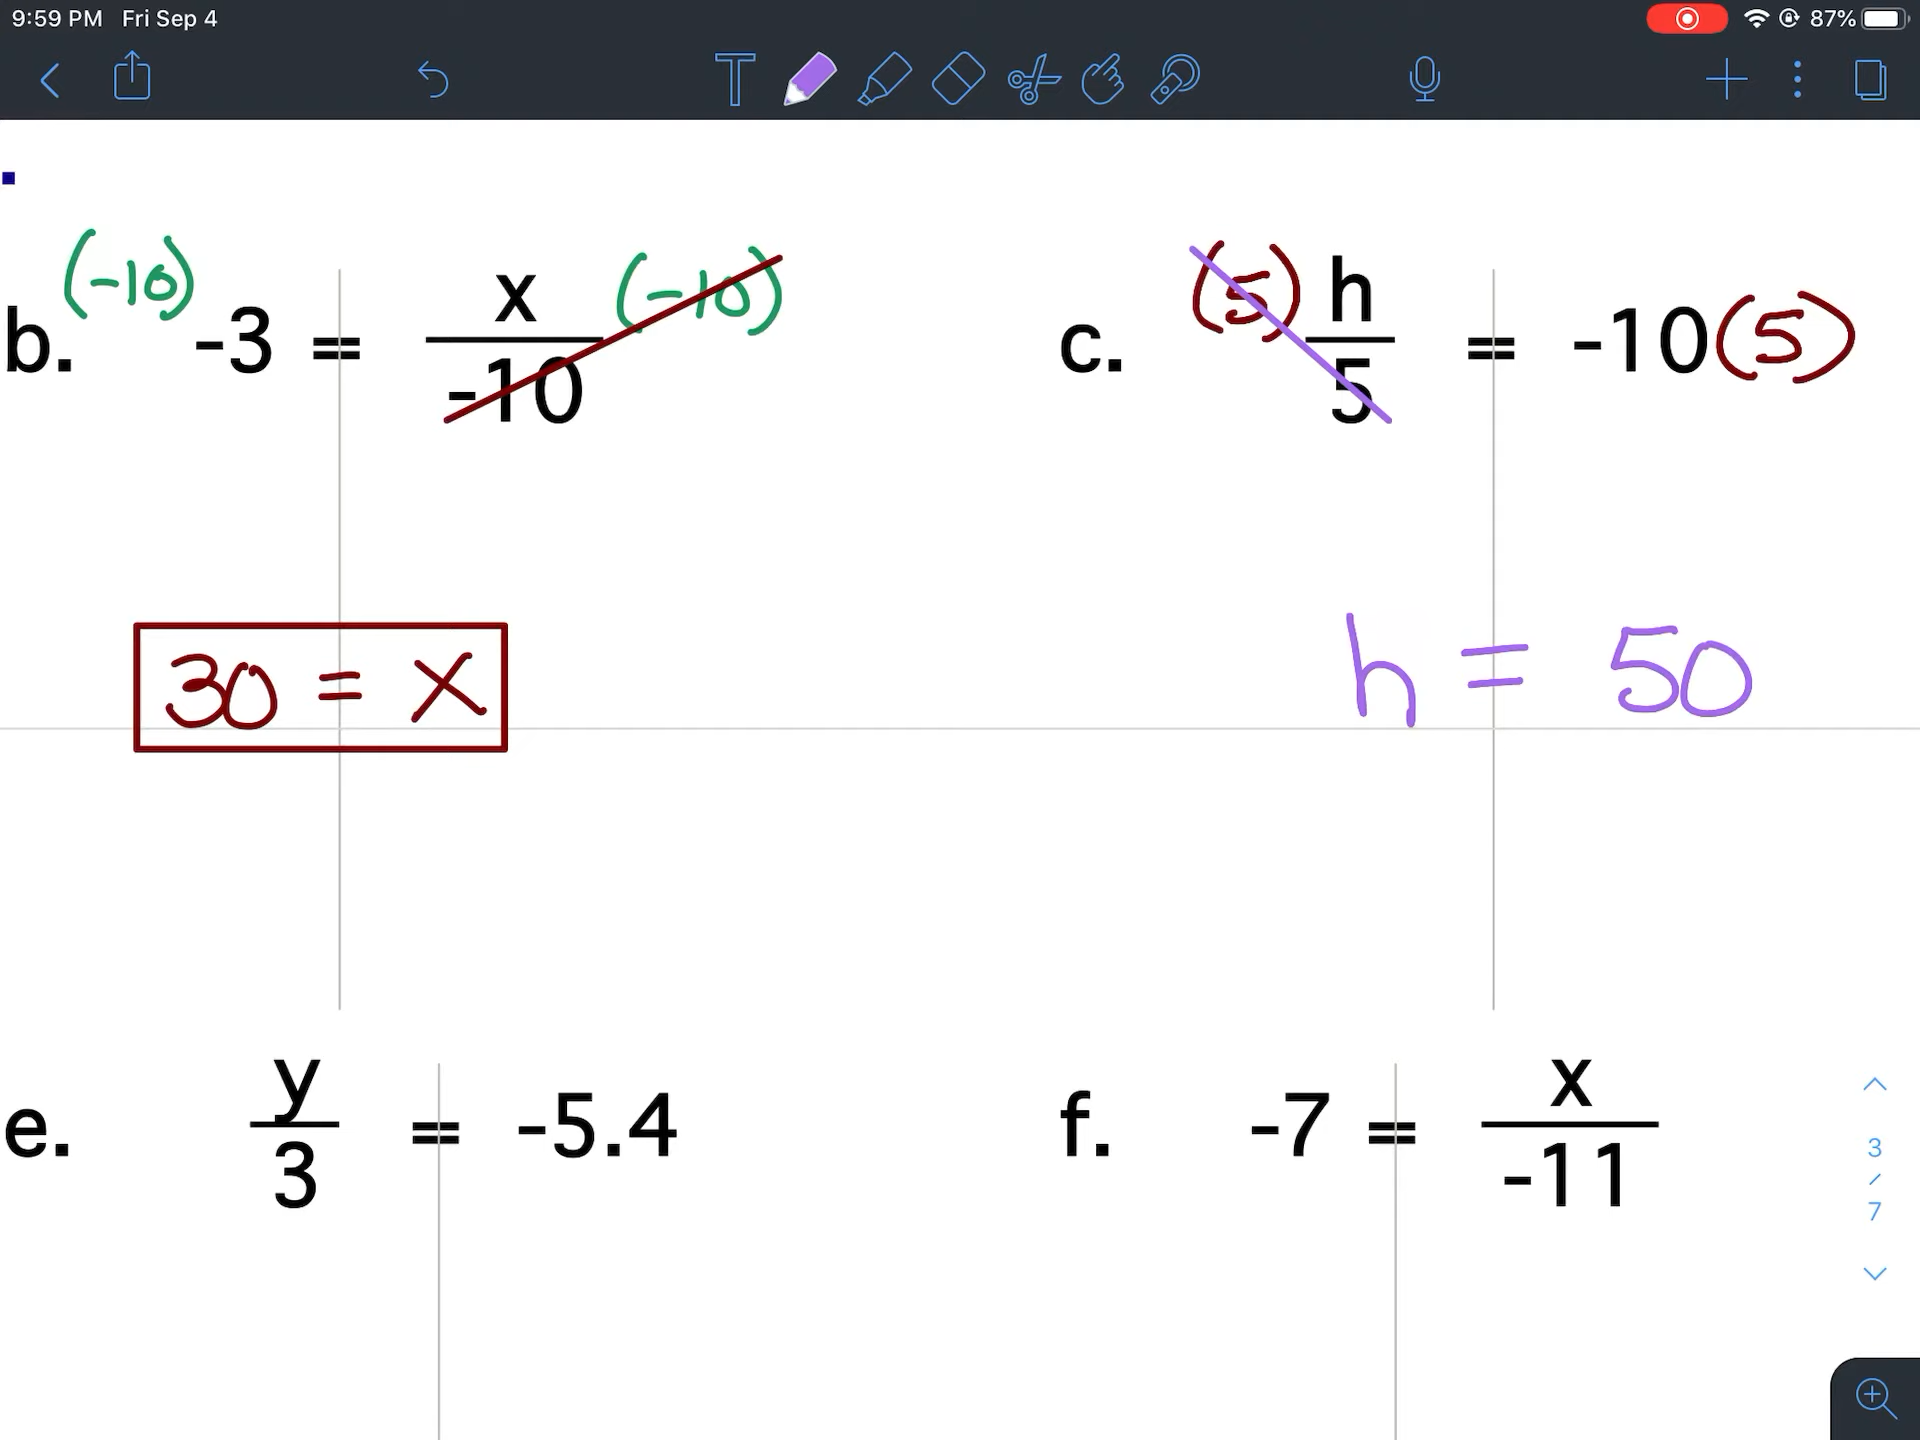 9:59 PM Fri Sep 4 87%
b. (-10) -3 = x/-10 (-10)
c. (5) h/5 = -10(5)
30 = x
h = 50
e. y/3 = -5.4
f. -7 = x/-11
3
/
7